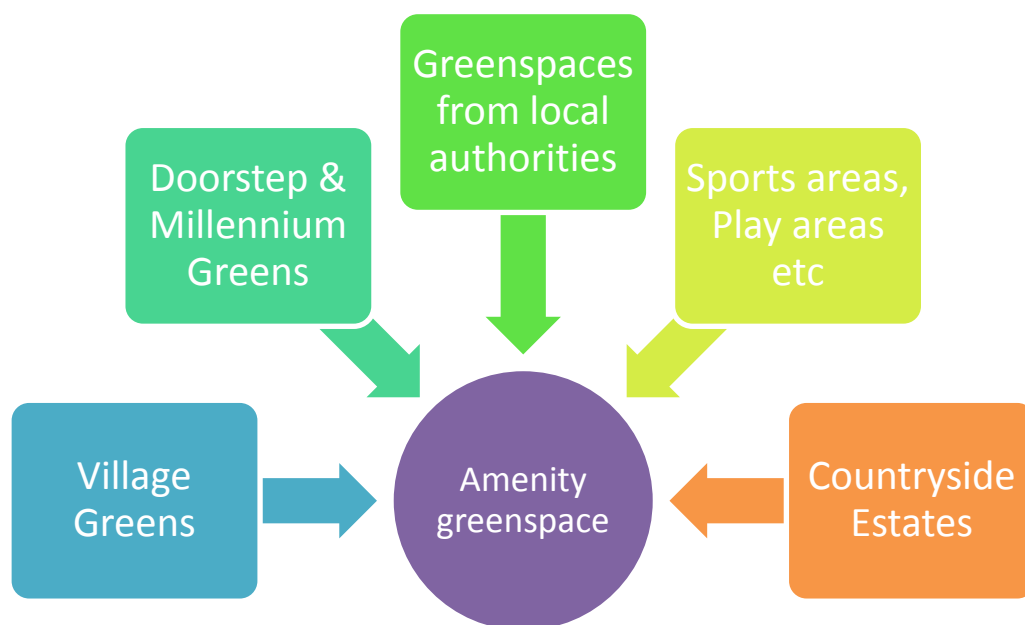 Greenspaces
from local
authorities
Doorstep &
Millennium
Greens
Sports areas,
Play areas
etc
Village
Greens
Amenity
greenspace
Countryside
Estates